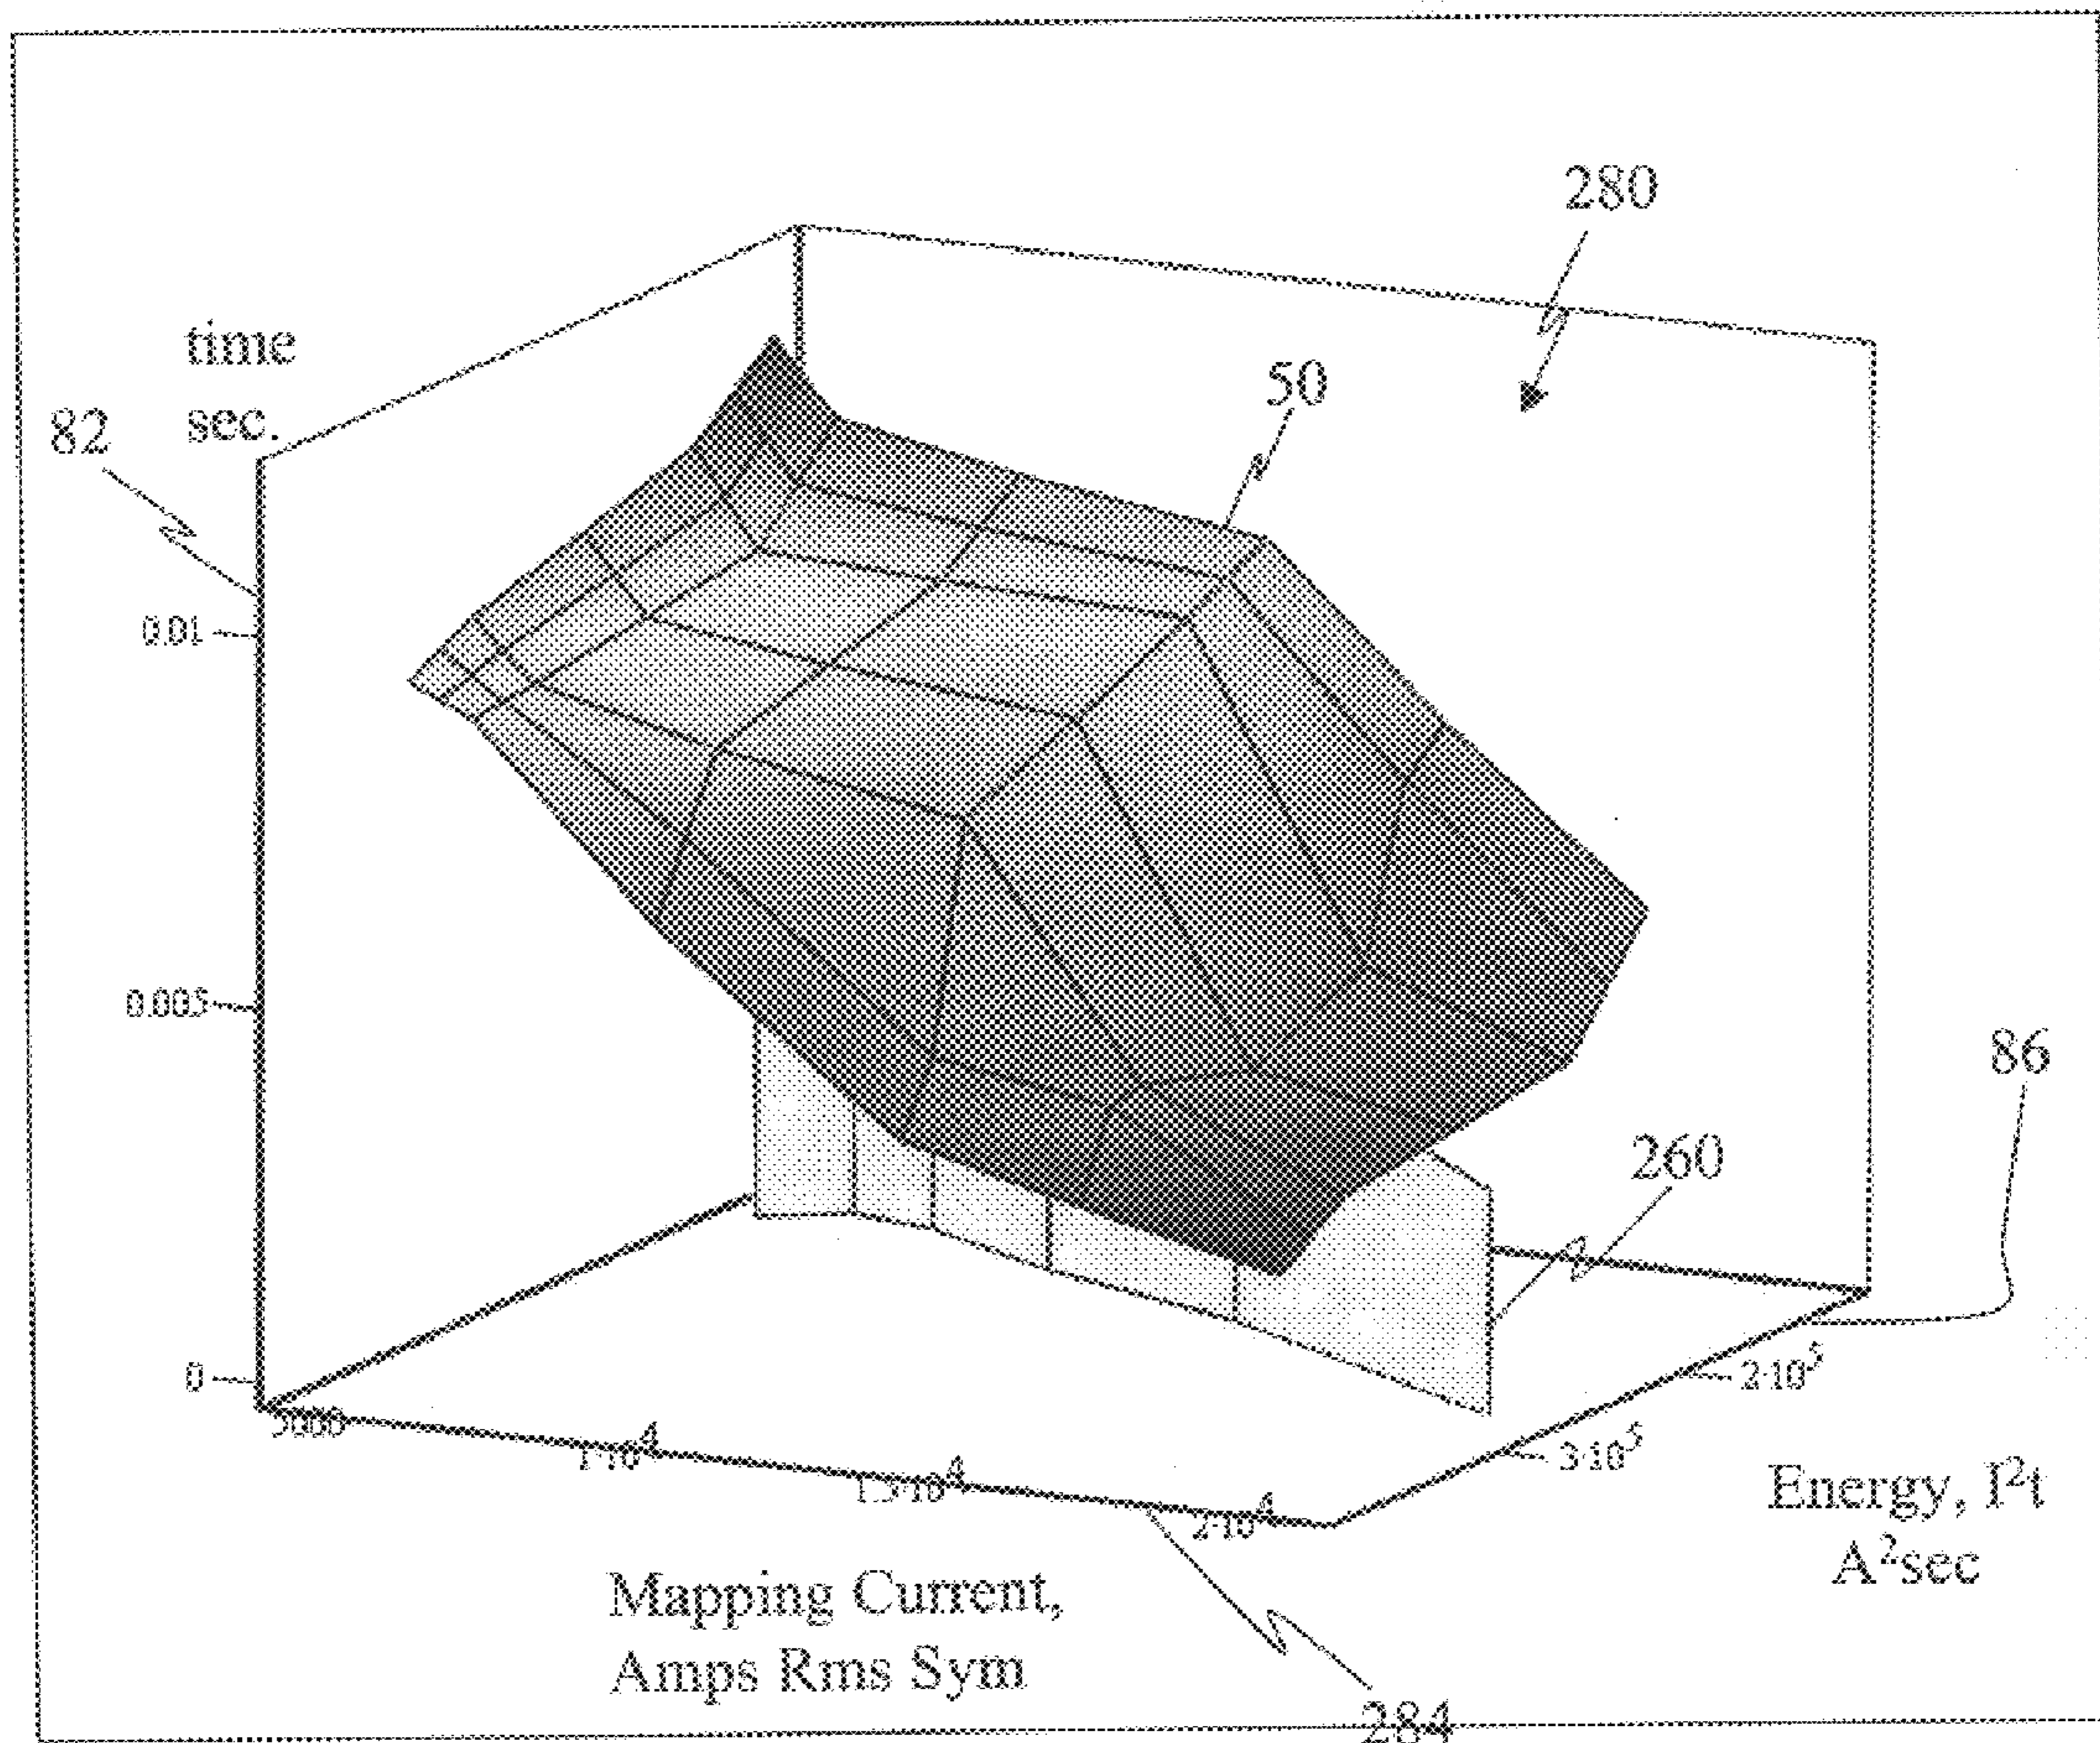 280
time
sec.
50
82
0.01
0.005
86
260
0
5000
1·10⁴
1.5·10⁴
2·10⁴
2·10⁵
3·10⁵
Energy, I²t
A²sec
Mapping Current,
Amps Rms Sym
284